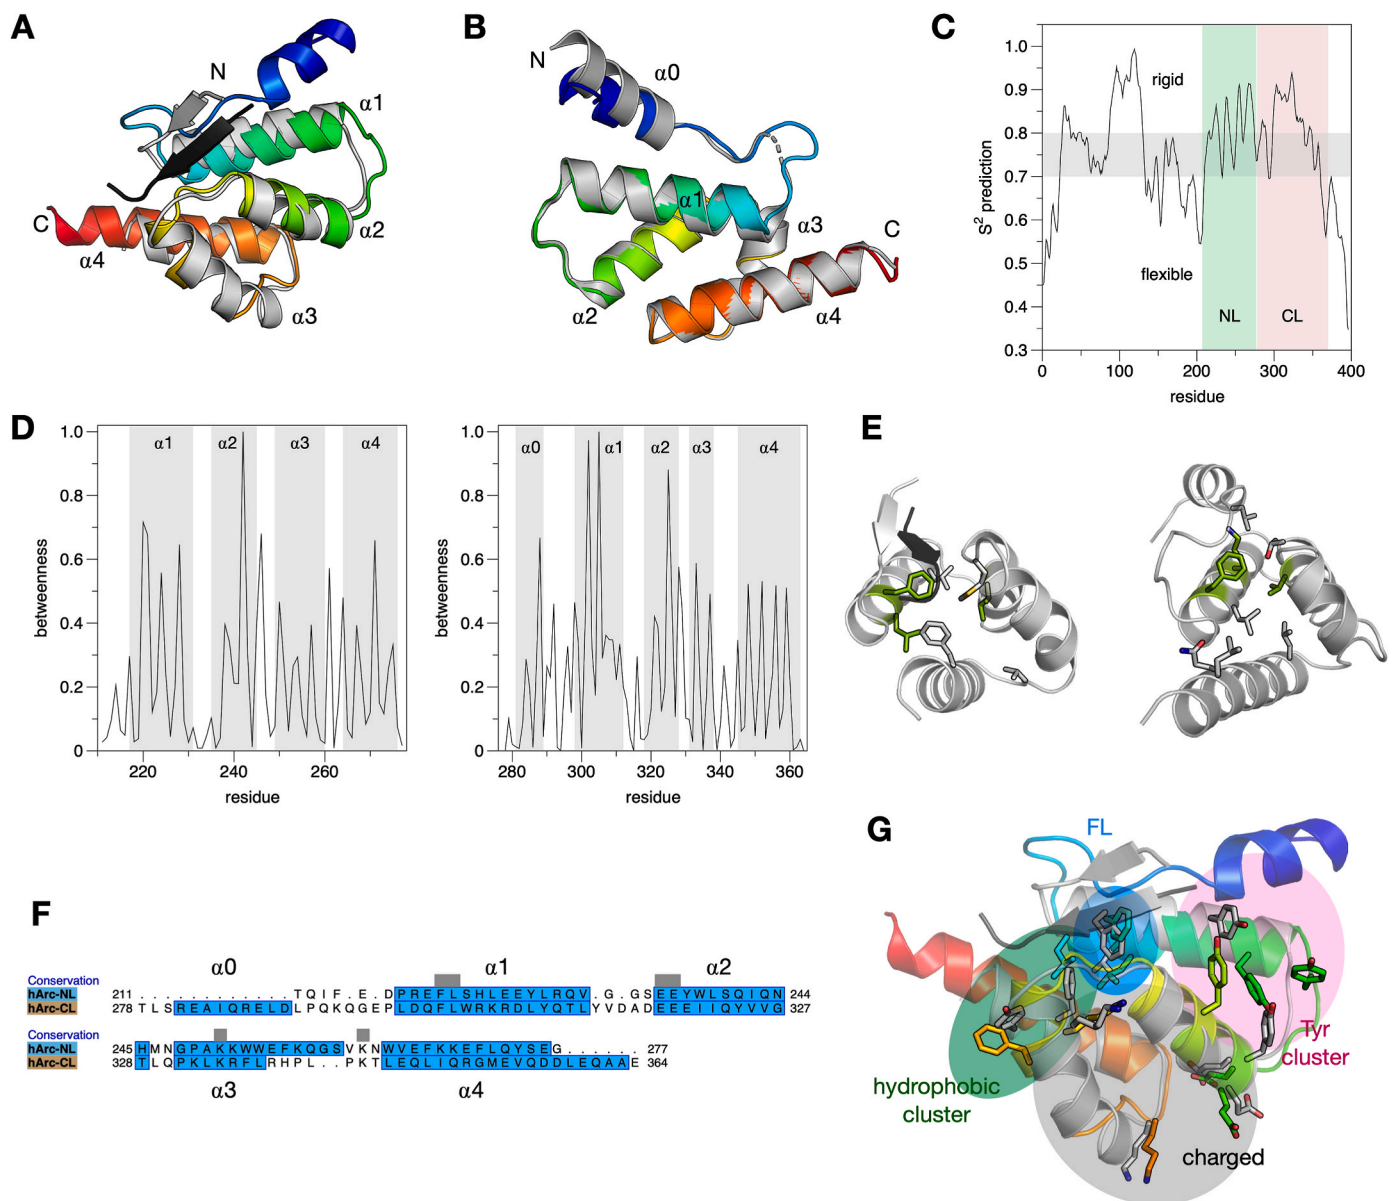 A
N
α1
C
α2
α4
α3
B
N
α0
α1
α3
C
α2
α4
C
1.0
rigid
0.9
0.8
0.7
0.6
flexible
0.5
0.4
NL
CL
0.3
S² prediction
0
100
200
300
400
residue
D
1.0
α1
α2
α3
α4
0.8
0.6
0.4
0.2
0
betweenness
220
240
260
residue
1.0
α0
α1
α2
α3
α4
0.8
0.6
0.4
0.2
0
betweenness
280
300
320
340
360
residue
E
F
α0
α1
α2
Conservation
hArc-NL 211 . . . . . . . . . . . . . T Q I F . E . D P R E F L S H L E E Y L R Q V . G . G S E E Y W L S Q I Q N 244
hArc-CL 278 T L S R E A I Q R E L D L P Q K Q G E P L D Q F L W R K R D L Y Q T L Y V D A D E E E I I Q Y V V G 327
Conservation
hArc-NL 245 H M N G P A K K W W E F K Q G S V K N W V E F K K E F L Q Y S E G . . . . . . 277
hArc-CL 328 T L Q P K L K R F L R H P L . . P K T L E Q L I Q R G M E V Q D D L E Q A A E 364
α3
α4
G
FL
Tyr
cluster
hydrophobic
cluster
charged